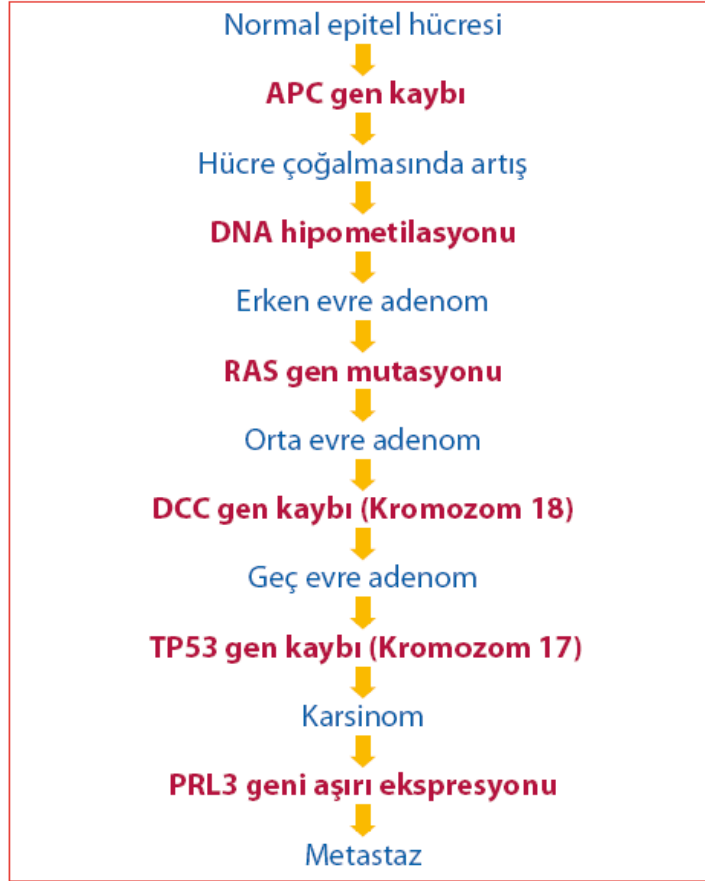 Normal epitel hücresi
APC gen kaybı
Hücre çoğalmasında artış
DNA hipometilasyonu
Erken evre adenom
RAS gen mutasyonu
Orta evre adenom
DCC gen kaybı (Kromozom 18)
Geç evre adenom
TP53 gen kaybı (Kromozom 17)
Karsinom
PRL3 geni aşırı ekspresyonu
Metastaz